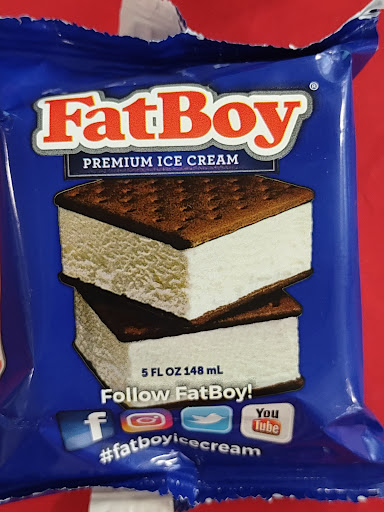 FatBoy®
PREMIUM ICE CREAM
5 FL OZ 148 mL
Follow FatBoy!
f You Tube
#fatboyicecream